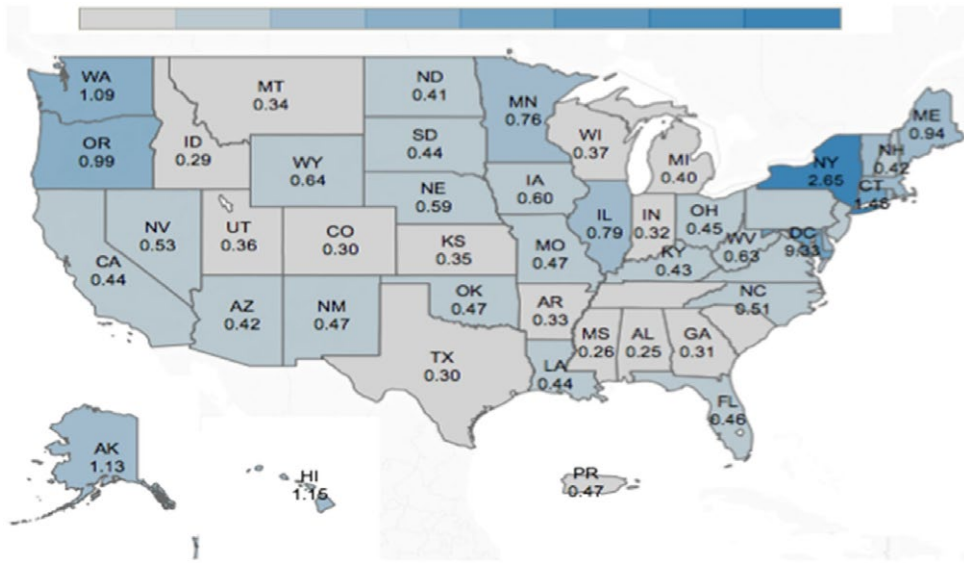 WA
1.09
MT
0.34
ND
0.41
MN
0.76
ME
0.94
OR
0.99
ID
0.29
SD
0.44
WI
0.37
MI
0.40
NY
2.65
NH
0.42
WY
0.64
NE
0.59
IA
0.60
CT
1.48
NV
0.53
UT
0.36
CO
0.30
KS
0.35
IL
0.79
IN
0.32
OH
0.45
DC
9.33
CA
0.44
MO
0.47
KY
0.43
WV
0.63
AZ
0.42
NM
0.47
OK
0.47
AR
0.33
NC
0.51
TX
0.30
LA
0.44
MS
0.26
AL
0.25
GA
0.31
FL
0.46
AK
1.13
HI
1.15
PR
0.47